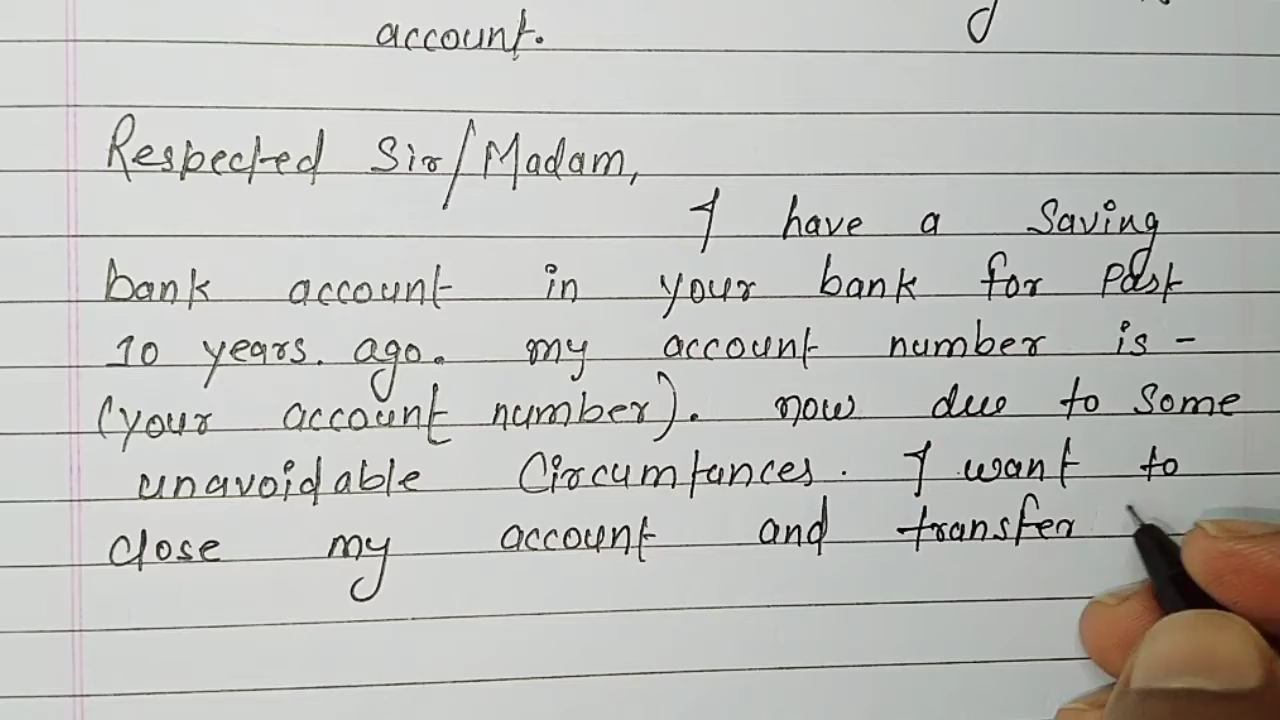 account.
Respected Sir/Madam,
I have a Saving
bank account in your bank for past
10 years. ago. my account number is -
(your account number). now due to some
unavoidable Circumtances. I want to
close my account and transfer